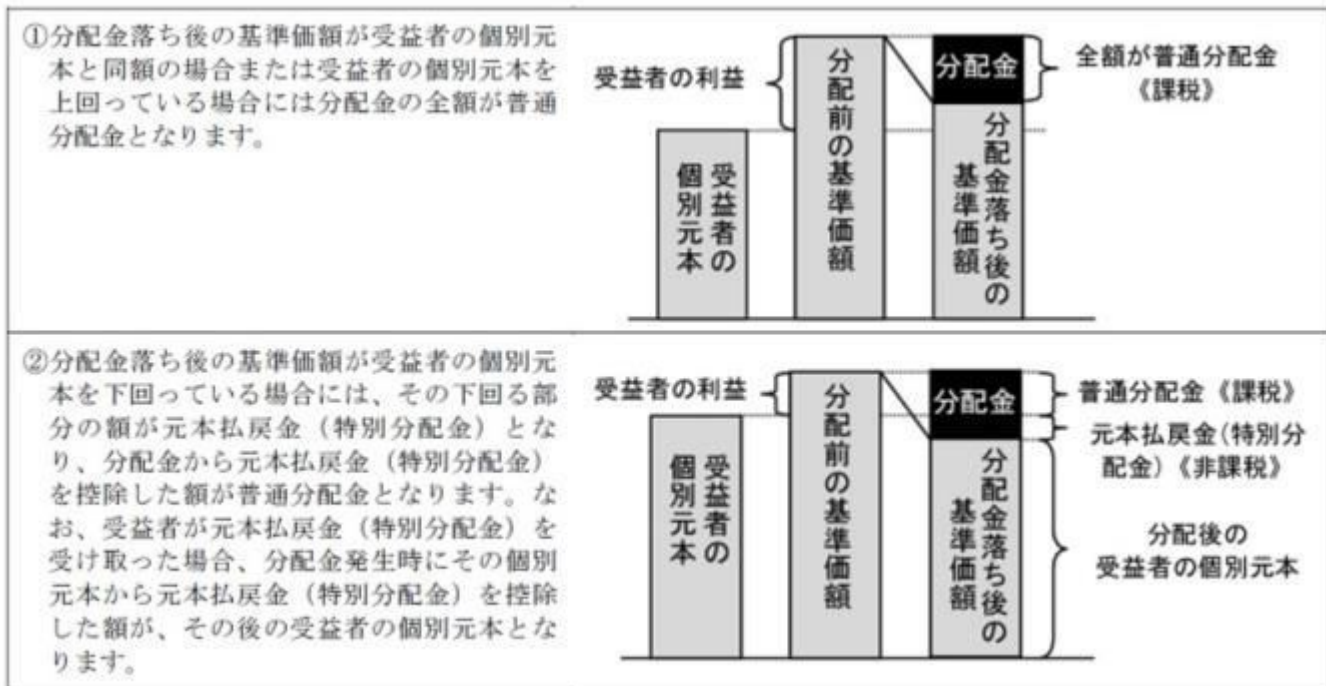 ①分配金落ち後の基準価額が受益者の個別元
本と同額の場合または受益者の個別元本を
上回っている場合には分配金の全額が普通
分配金となります。
受益者の利益
受益者の
個別元本
分配前の基準価額
分配金
分配金落ち後の
基準価額
全額が普通分配金
《課税》
②分配金落ち後の基準価額が受益者の個別元
本を下回っている場合には、その下回る部
分の額が元本払戻金（特別分配金）とな
り、分配金から元本払戻金（特別分配金）
を控除した額が普通分配金となります。な
お、受益者が元本払戻金（特別分配金）を
受け取った場合、分配金発生時にその個別
元本から元本払戻金（特別分配金）を控除
した額が、その後の受益者の個別元本とな
ります。
受益者の利益
受益者の
個別元本
分配前の基準価額
分配金
分配金落ち後の
基準価額
普通分配金《課税》
元本払戻金(特別分
配金)《非課税》
分配後の
受益者の個別元本